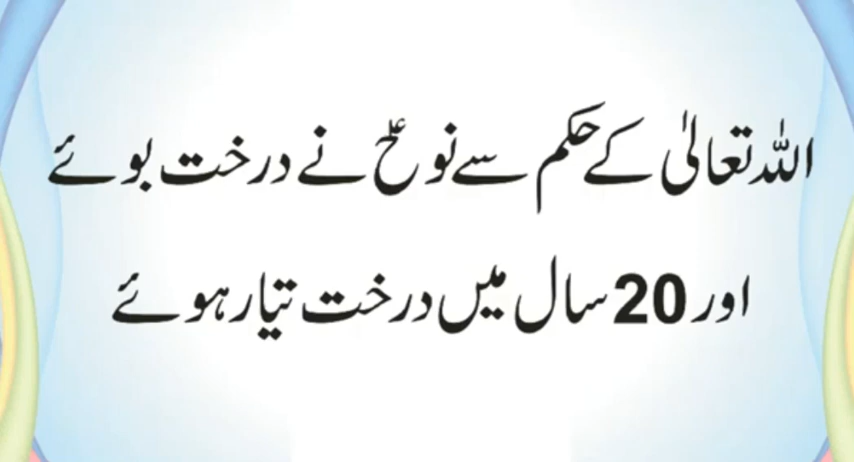 اللہ تعالیٰ کے حکم سے نوحؑ نے درخت بوئے
اور 20 سال میں درخت تیار ہوئے